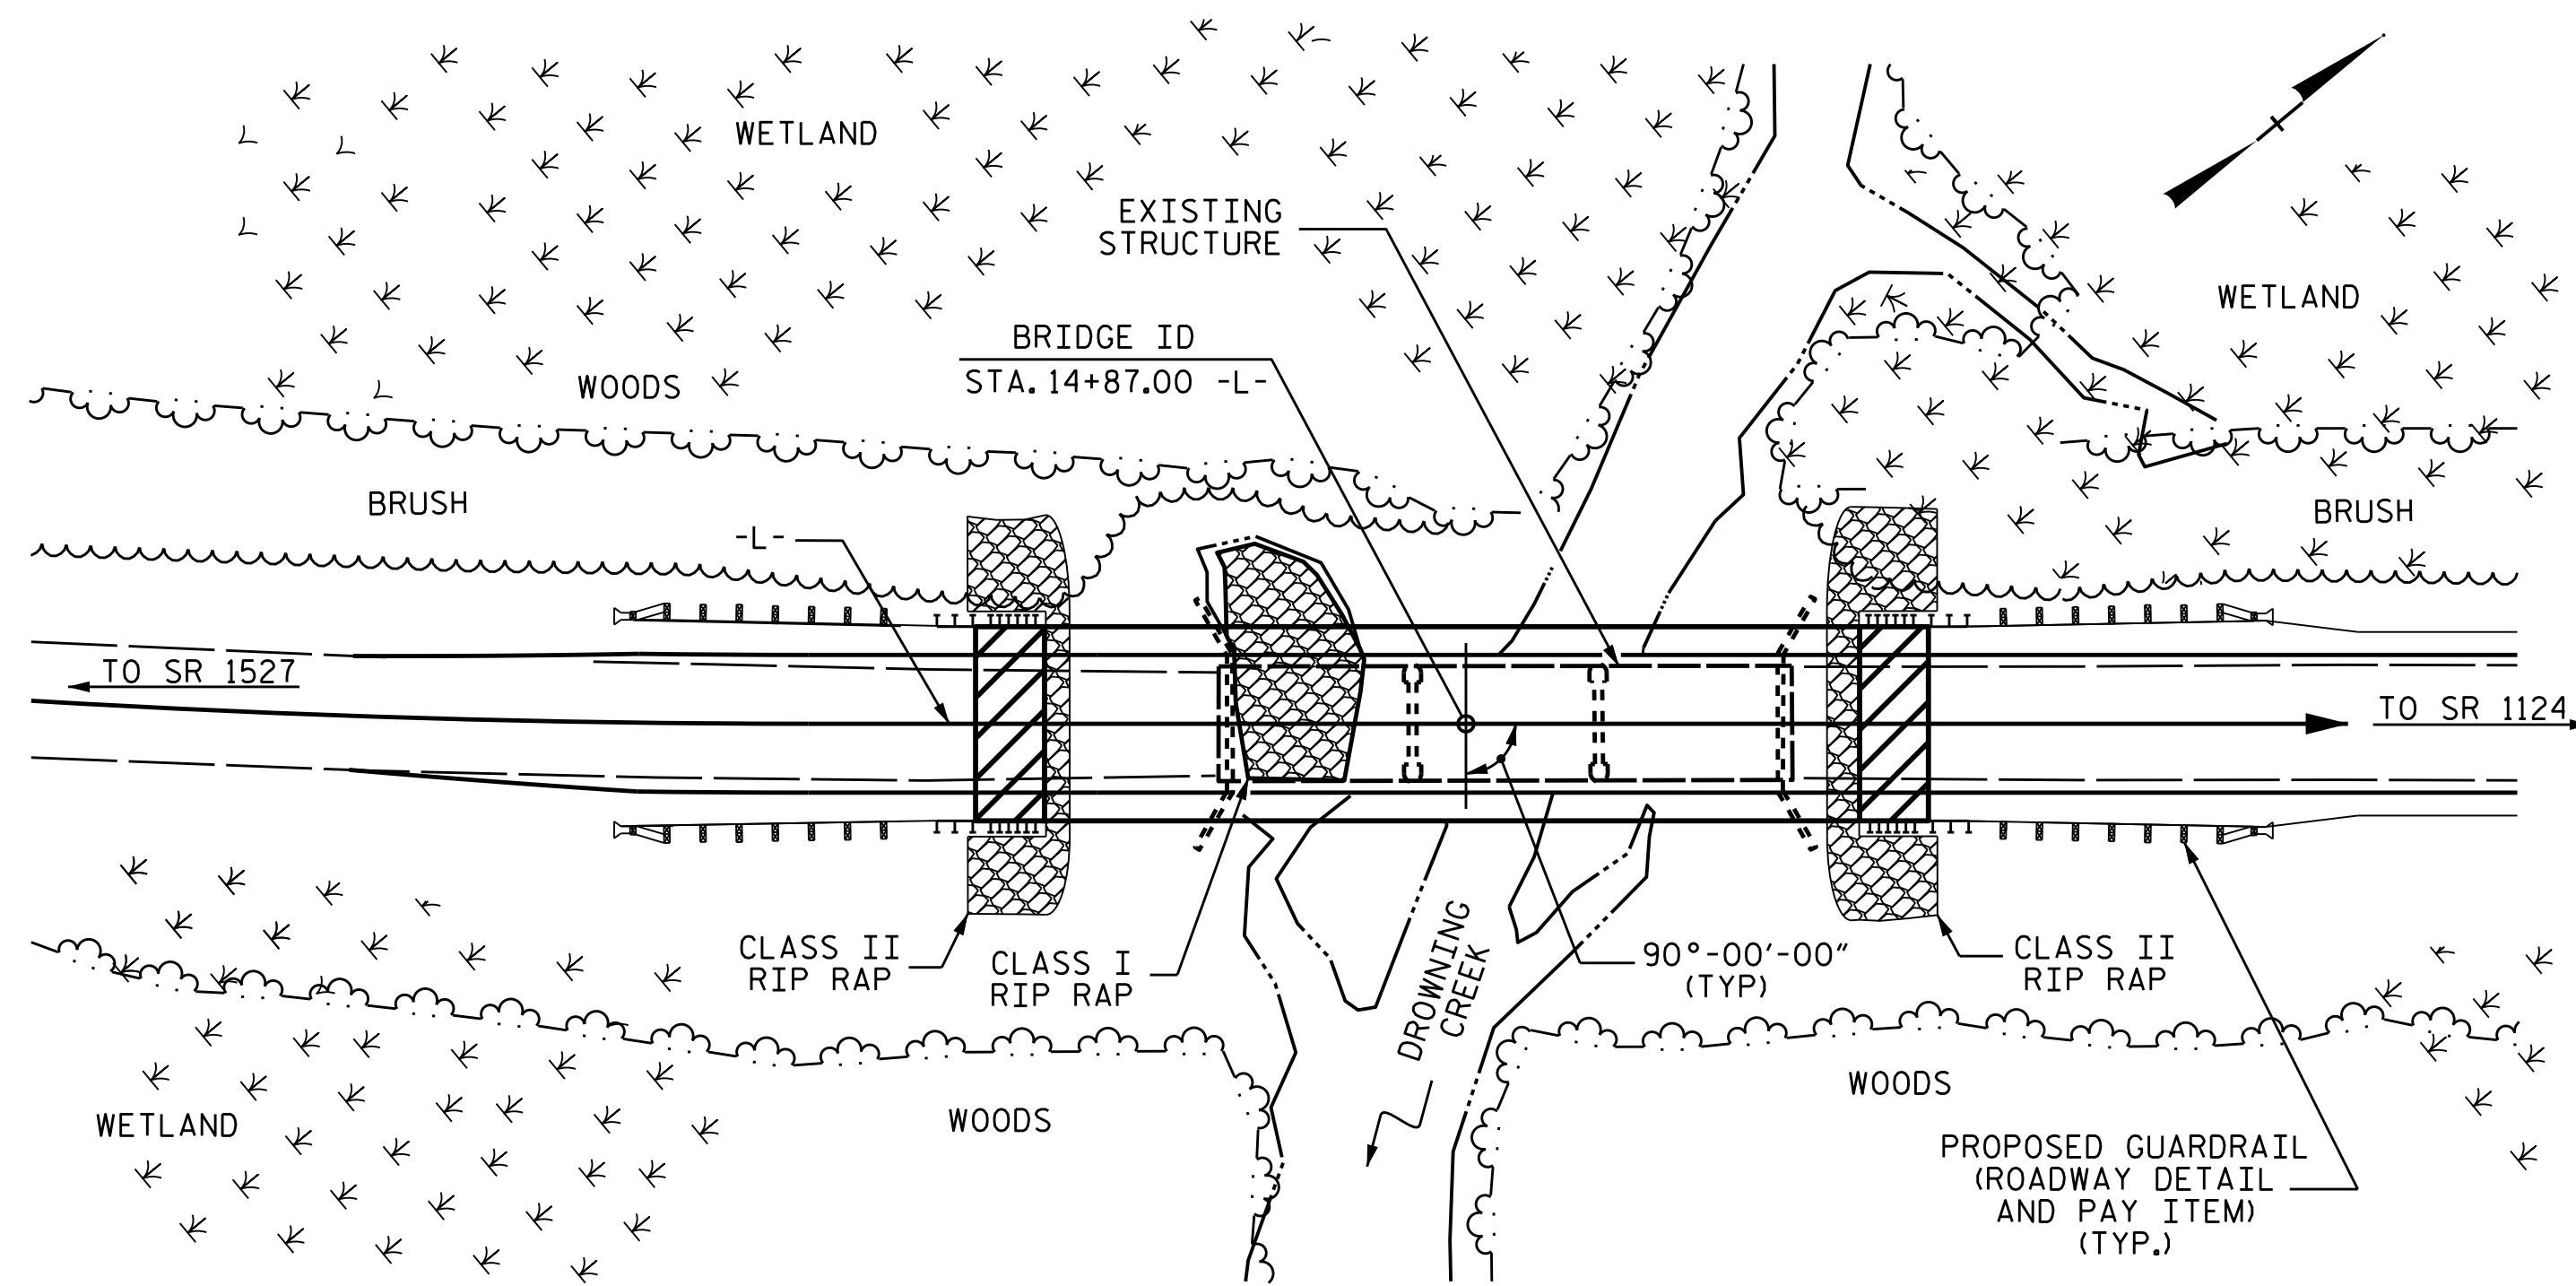 WETLAND
EXISTING
STRUCTURE
WETLAND
BRIDGE ID
STA. 14+87.00 -L-
WOODS
BRUSH
BRUSH
-L-
TO SR 1527
TO SR 1124
CLASS II
RIP RAP
CLASS I
RIP RAP
DROWNING
CREEK
90°-00'-00"
(TYP)
CLASS II
RIP RAP
WETLAND
WOODS
WOODS
PROPOSED GUARDRAIL
(ROADWAY DETAIL
AND PAY ITEM)
(TYP.)